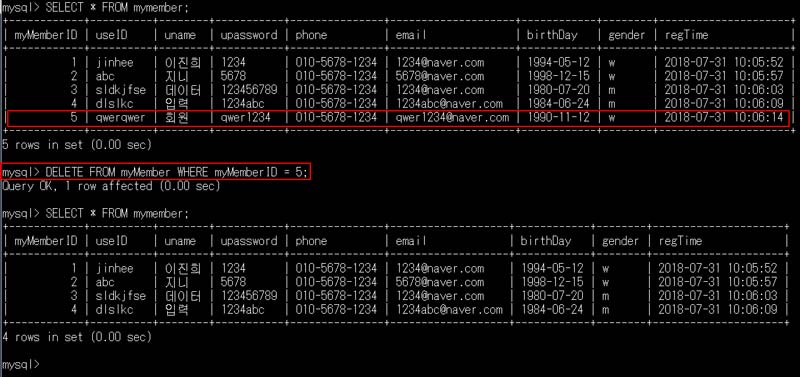 mysql> SELECT * FROM mymember;
+------------+----------+--------+-----------+---------------+--------------------+------------+--------+---------------------+
| myMemberID | useID | uname | upassword | phone | email | birthDay | gender | regTime |
+------------+----------+--------+-----------+---------------+--------------------+------------+--------+---------------------+
| 1 | jinhee | 이진희 | 1234 | 010-5678-1234 | 1234@naver.com | 1994-05-12 | w | 2018-07-31 10:05:52 |
| 2 | abc | 지니 | 5678 | 010-5678-1234 | 5678@naver.com | 1998-12-15 | w | 2018-07-31 10:05:57 |
| 3 | sldkjfse | 데이터 | 123456789 | 010-5678-1234 | 1234@naver.com | 1980-07-20 | m | 2018-07-31 10:06:03 |
| 4 | dlslkc | 입력 | 1234abc | 010-5678-1234 | 1234abc@naver.com | 1984-06-24 | m | 2018-07-31 10:06:09 |
| 5 | qwerqwer | 회원 | qwer1234 | 010-5678-1234 | qwer1234@naver.com | 1990-11-12 | w | 2018-07-31 10:06:14 |
+------------+----------+--------+-----------+---------------+--------------------+------------+--------+---------------------+
5 rows in set (0.00 sec)
mysql> DELETE FROM myMember WHERE myMemberID = 5;
Query OK, 1 row affected (0.00 sec)
mysql> SELECT * FROM mymember;
+------------+----------+--------+-----------+---------------+-------------------+------------+--------+---------------------+
| myMemberID | useID | uname | upassword | phone | email | birthDay | gender | regTime |
+------------+----------+--------+-----------+---------------+-------------------+------------+--------+---------------------+
| 1 | jinhee | 이진희 | 1234 | 010-5678-1234 | 1234@naver.com | 1994-05-12 | w | 2018-07-31 10:05:52 |
| 2 | abc | 지니 | 5678 | 010-5678-1234 | 5678@naver.com | 1998-12-15 | w | 2018-07-31 10:05:57 |
| 3 | sldkjfse | 데이터 | 123456789 | 010-5678-1234 | 1234@naver.com | 1980-07-20 | m | 2018-07-31 10:06:03 |
| 4 | dlslkc | 입력 | 1234abc | 010-5678-1234 | 1234abc@naver.com | 1984-06-24 | m | 2018-07-31 10:06:09 |
+------------+----------+--------+-----------+---------------+-------------------+------------+--------+---------------------+
4 rows in set (0.00 sec)
mysql>